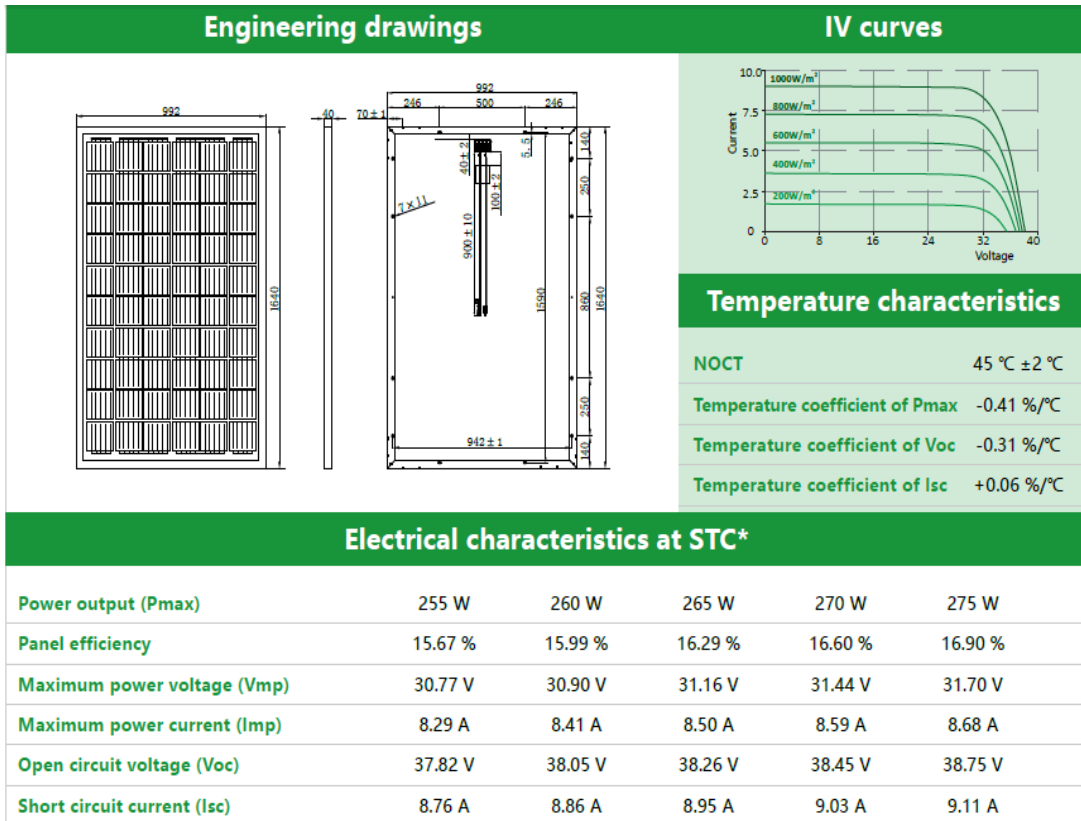 Engineering drawings
IV curves
992
40
70±1
992
246 500 246
1640
40±2
5.5
140
250
100±2
7×11
900±10
1590
860
1640
250
942±1
140
Current
10.0
7.5
5.0
2.5
0
1000W/m²
800W/m²
600W/m²
400W/m²
200W/m²
0 8 16 24 32 40
Voltage
Temperature characteristics
NOCT 45 ℃ ±2 ℃
Temperature coefficient of Pmax -0.41 %/℃
Temperature coefficient of Voc -0.31 %/℃
Temperature coefficient of Isc +0.06 %/℃
Electrical characteristics at STC*
Power output (Pmax) 255 W 260 W 265 W 270 W 275 W
Panel efficiency 15.67 % 15.99 % 16.29 % 16.60 % 16.90 %
Maximum power voltage (Vmp) 30.77 V 30.90 V 31.16 V 31.44 V 31.70 V
Maximum power current (Imp) 8.29 A 8.41 A 8.50 A 8.59 A 8.68 A
Open circuit voltage (Voc) 37.82 V 38.05 V 38.26 V 38.45 V 38.75 V
Short circuit current (Isc) 8.76 A 8.86 A 8.95 A 9.03 A 9.11 A